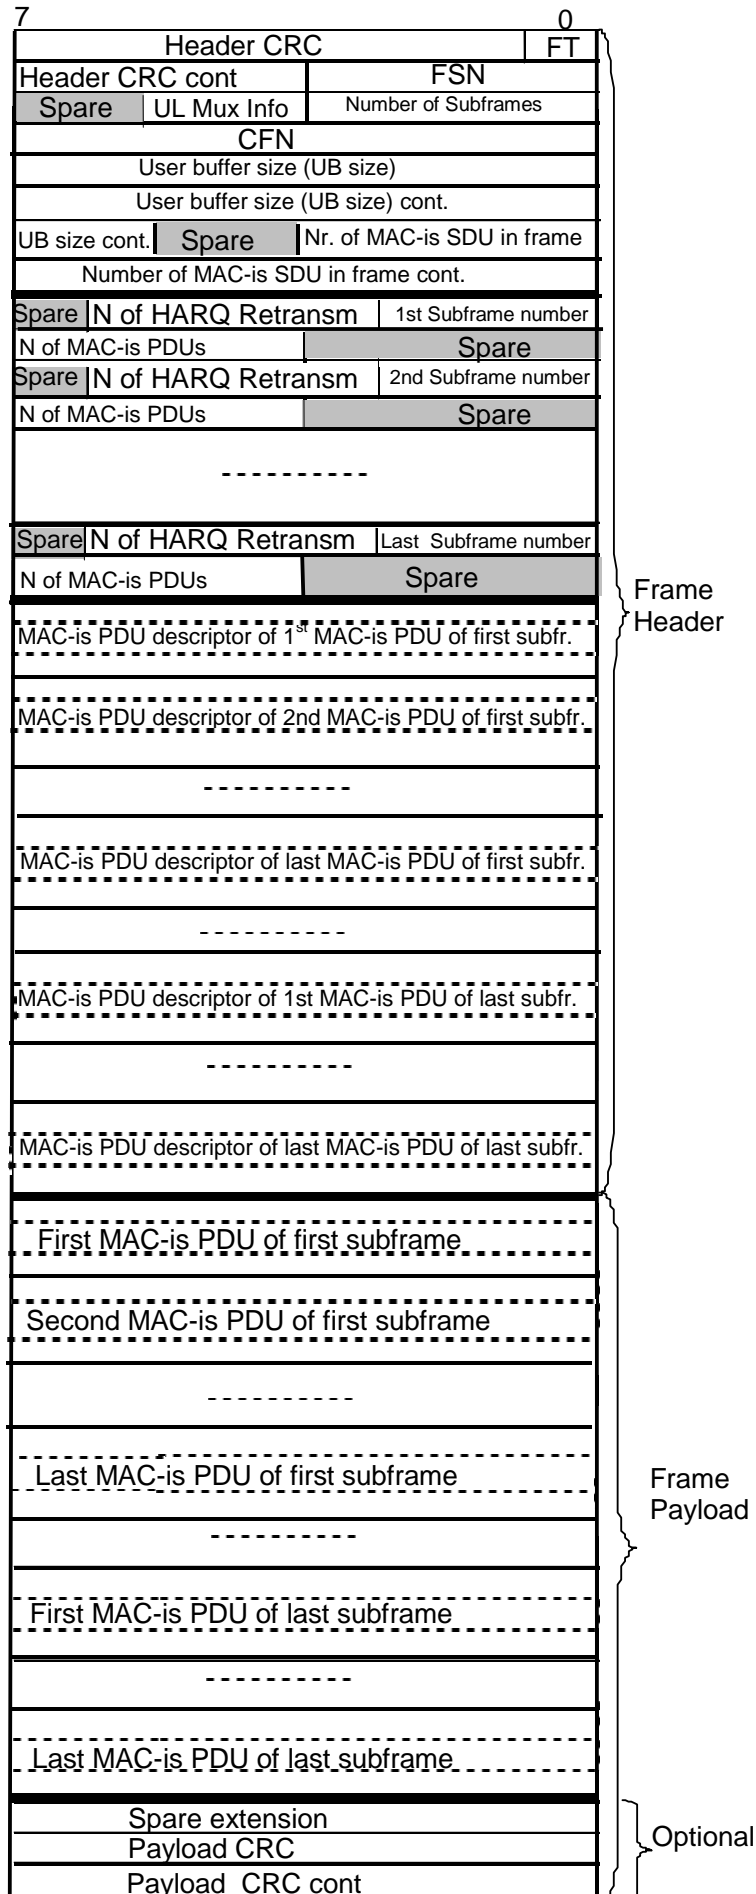 7 0
Header CRC FT
Header CRC cont FSN
Spare UL Mux Info Number of Subframes
CFN
User buffer size (UB size)
User buffer size (UB size) cont.
UB size cont. Spare Nr. of MAC-is SDU in frame
Number of MAC-is SDU in frame cont.
Spare N of HARQ Retransm 1st Subframe number
N of MAC-is PDUs Spare
Spare N of HARQ Retransm 2nd Subframe number
N of MAC-is PDUs Spare
Spare N of HARQ Retransm Last Subframe number
N of MAC-is PDUs Spare
Frame
Header
MAC-is PDU descriptor of 1st MAC-is PDU of first subfr.
MAC-is PDU descriptor of 2nd MAC-is PDU of first subfr.
MAC-is PDU descriptor of last MAC-is PDU of first subfr.
MAC-is PDU descriptor of 1st MAC-is PDU of last subfr.
MAC-is PDU descriptor of last MAC-is PDU of last subfr.
First MAC-is PDU of first subframe
Second MAC-is PDU of first subframe
Last MAC-is PDU of first subframe
Frame
Payload
First MAC-is PDU of last subframe
Last MAC-is PDU of last subframe
Spare extension
Optional
Payload CRC
Payload CRC cont